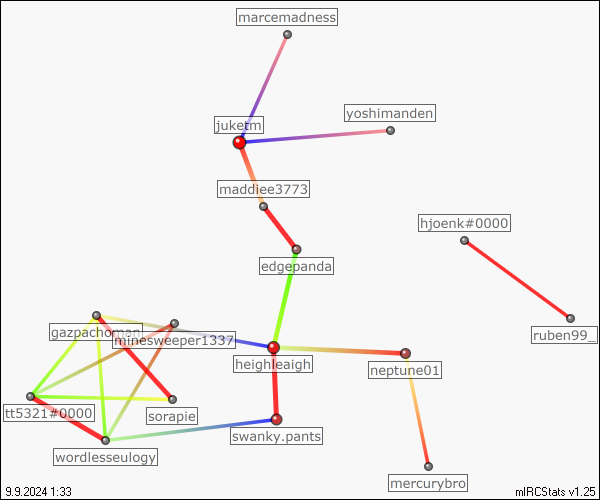 marcemadness
yoshimanden
juketm
maddiee3773
hjoenk#0000
edgepanda
gazpachoman
minesweeper1337
ruben99_
heighleaigh
neptune01
tt5321#0000
sorapie
swanky.pants
wordlesseulogy
mercurybro
9.9.2024 1:33
mIRCStats v1.25